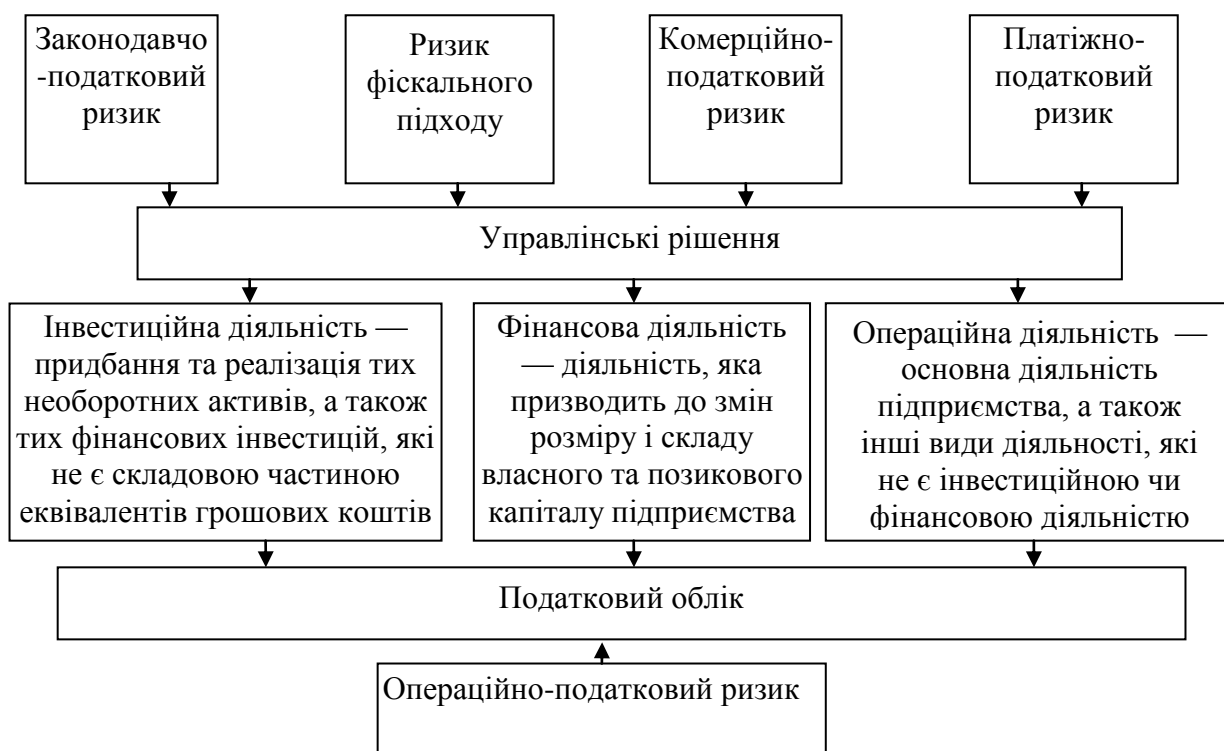 Законодавчо
-податковий
ризик
Ризик
фіскального
підходу
Комерційно-
податковий
ризик
Платіжно-
податковий
ризик
Управлінські рішення
Інвестиційна діяльність —
придбання та реалізація тих
необоротних активів, а також
тих фінансових інвестицій, які
не є складовою частиною
еквівалентів грошових коштів
Фінансова діяльність
— діяльність, яка
призводить до змін
розміру і складу
власного та позикового
капіталу підприємства
Операційна діяльність —
основна діяльність
підприємства, а також
інші види діяльності, які
не є інвестиційною чи
фінансовою діяльністю
Податковий облік
Операційно-податковий ризик